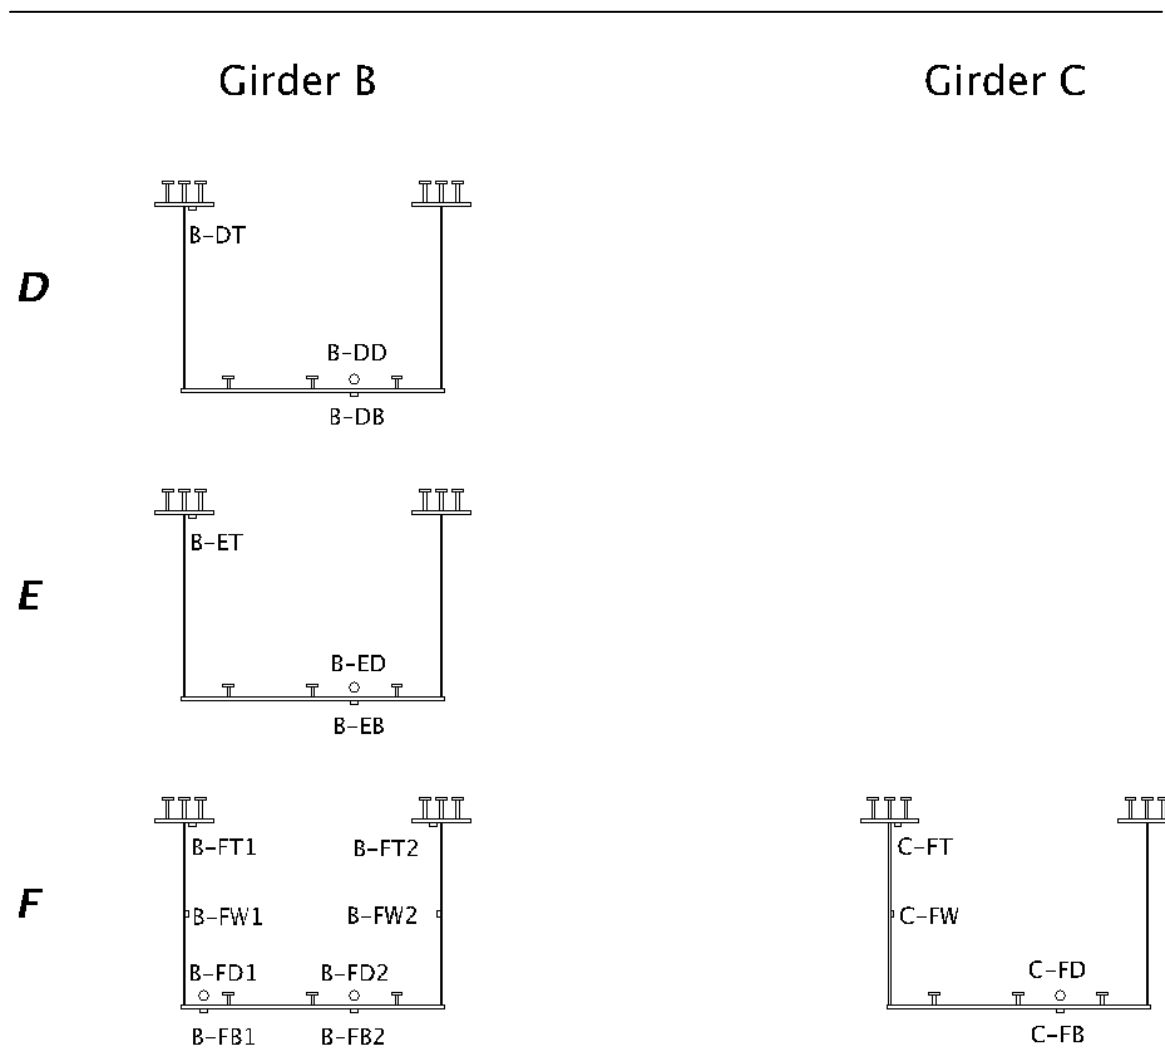 Girder B Girder C
B-DT
D
B-DD
B-DB
B-ET
E
B-ED
B-EB
B-FT1 B-FT2 C-FT
F
B-FW1 B-FW2 C-FW
B-FD1 B-FD2 C-FD
B-FB1 B-FB2 C-FB